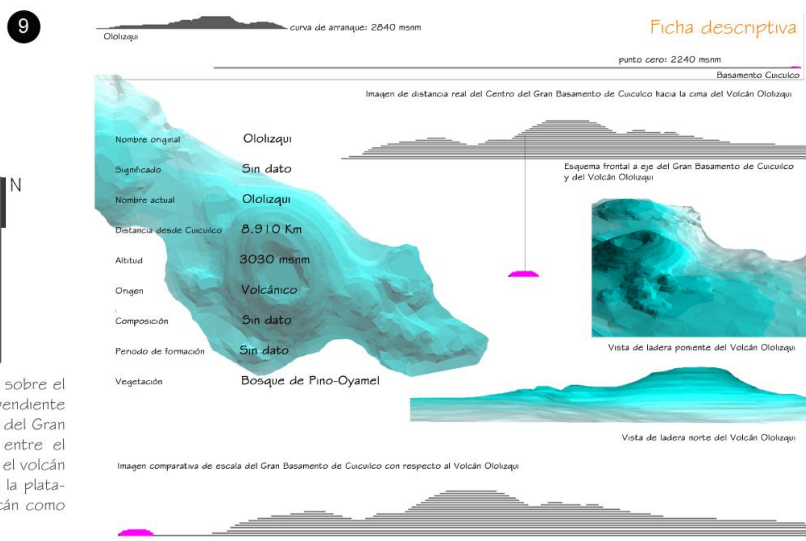 9
Ololizqui
curva de arranque: 2840 msnm
Ficha descriptiva
punto cero: 2240 msnm
Basamento Cuicuilco
Imagen de distancia real del Centro del Gran Basamento de Cuicuilco hacia la cima del Volcán Ololizqui
Nombre original Ololizqui
Significado Sin dato
Nombre actual Ololizqui
Distancia desde Cuicuilco 8.910 Km
Altitud 3030 msnm
Origen Volcánico
Composición Sin dato
Periodo de formación Sin dato
Vegetación Bosque de Pino-Oyamel
Esquema frontal a eje del Gran Basamento de Cuicuilco
y del Volcán Ololizqui
Vista de ladera poniente del Volcán Ololizqui
Vista de ladera norte del Volcán Ololizqui
Imagen comparativa de escala del Gran Basamento de Cuicuilco con respecto al Volcán Ololizqui
N
sobre el
pendiente
del Gran
entre el
el volcán
la plata-
cán como